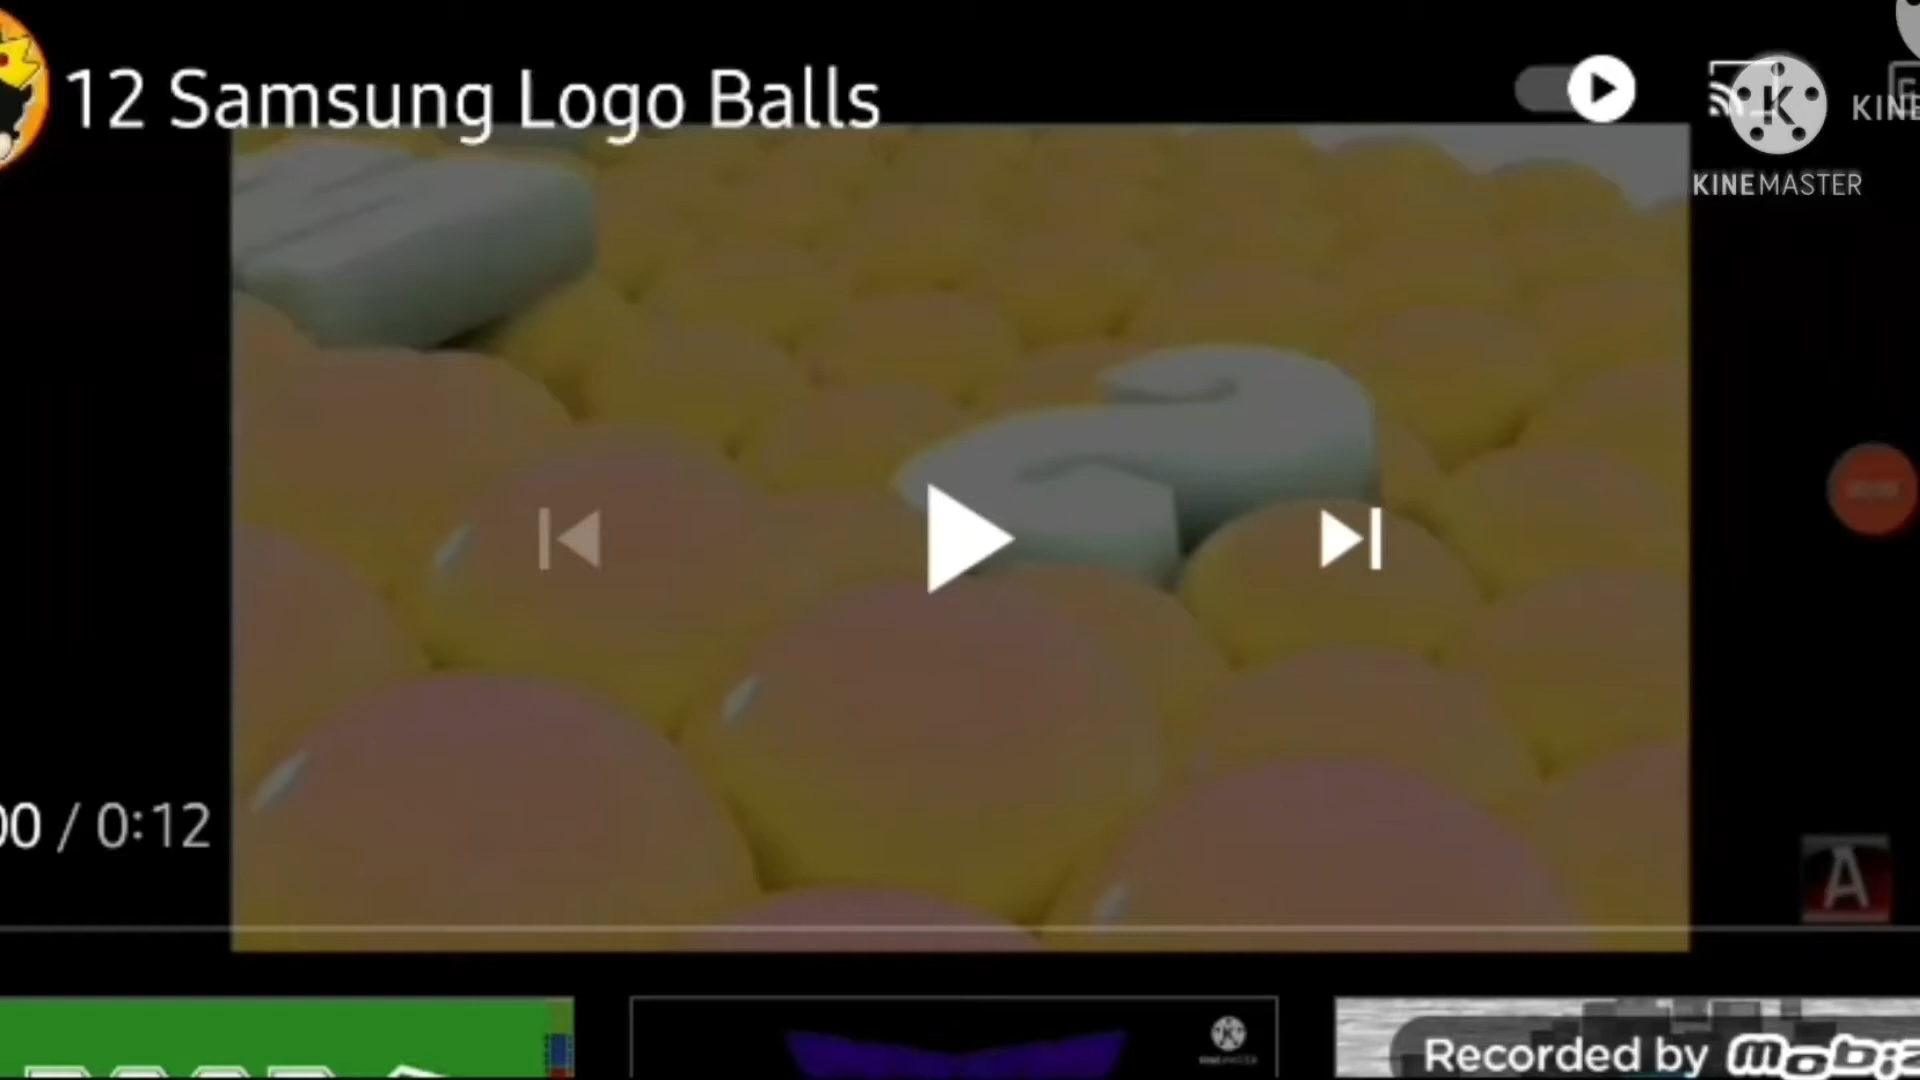 12 Samsung Logo Balls
K
KINE
KINEMASTER
00 / 0:12
A
Recorded by